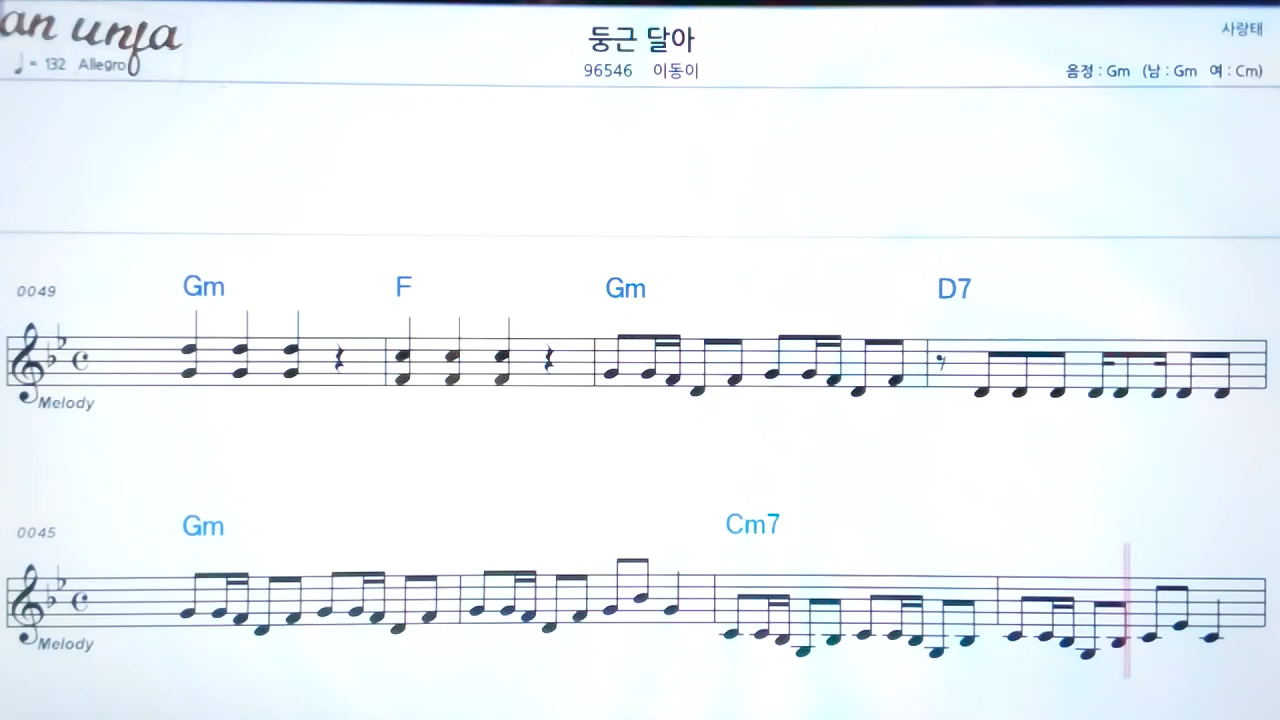 an unfa
♩= 132 Allegro
둥근 달아
96546 이동이
사랑태
음정 : Gm (남 : Gm 여 : Cm)
0049 Gm F Gm D7
Melody
0045 Gm Cm7
Melody